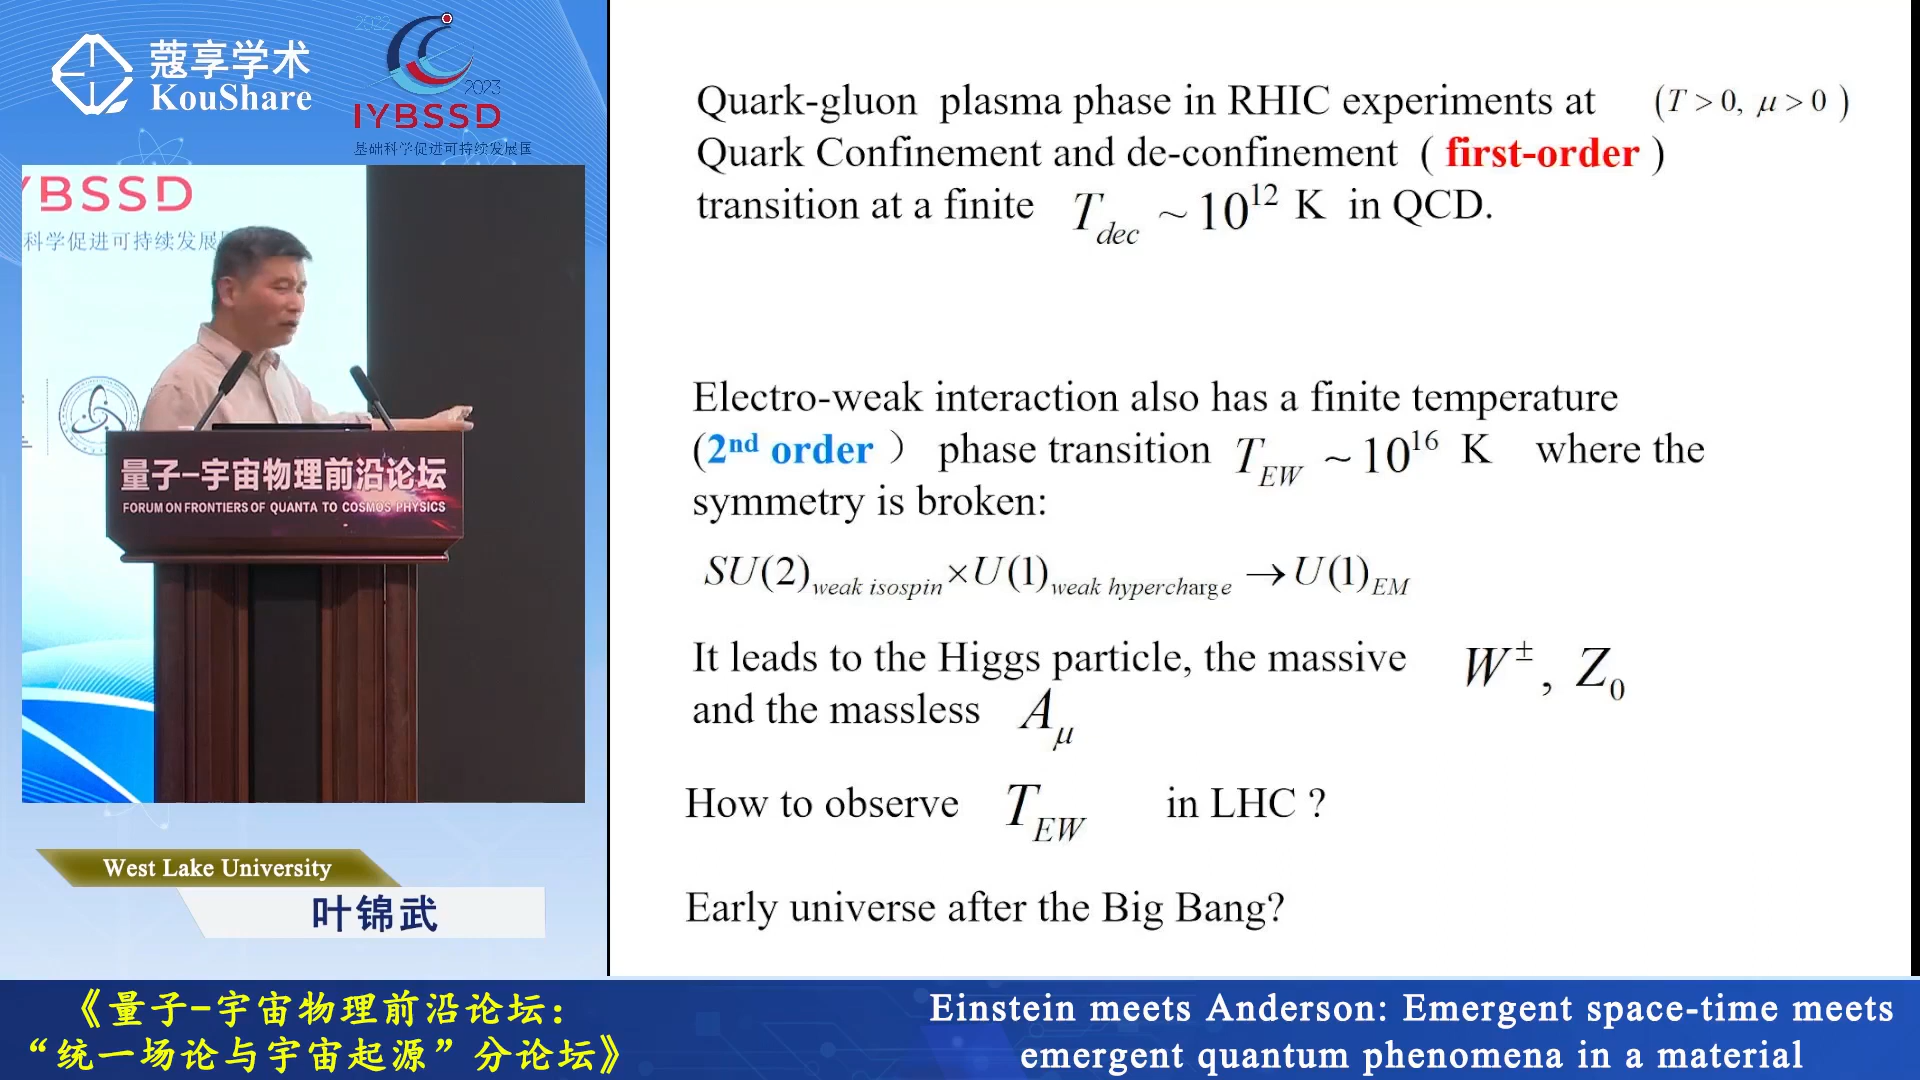 蔻享学术
KouShare
2022
2023
IYBSSD
基础科学促进可持续发展国
YBSSD
科学促进可持续发展
量子-宇宙物理前沿论坛
FORUM ON FRONTIERS OF QUANTA TO COSMOS PHYSICS
West Lake University
叶锦武
Quark-gluon plasma phase in RHIC experiments at (T > 0, μ > 0)
Quark Confinement and de-confinement ( first-order )
transition at a finite T_dec ~ 10^12 K in QCD.
Electro-weak interaction also has a finite temperature
(2nd order ） phase transition T_EW ~ 10^16 K where the
symmetry is broken:
SU(2)_weak isospin × U(1)_weak hypercharge → U(1)_EM
It leads to the Higgs particle, the massive W^±, Z_0
and the massless A_μ
How to observe T_EW in LHC ?
Early universe after the Big Bang?
《量子-宇宙物理前沿论坛：
“统一场论与宇宙起源”分论坛》
Einstein meets Anderson: Emergent space-time meets
emergent quantum phenomena in a material